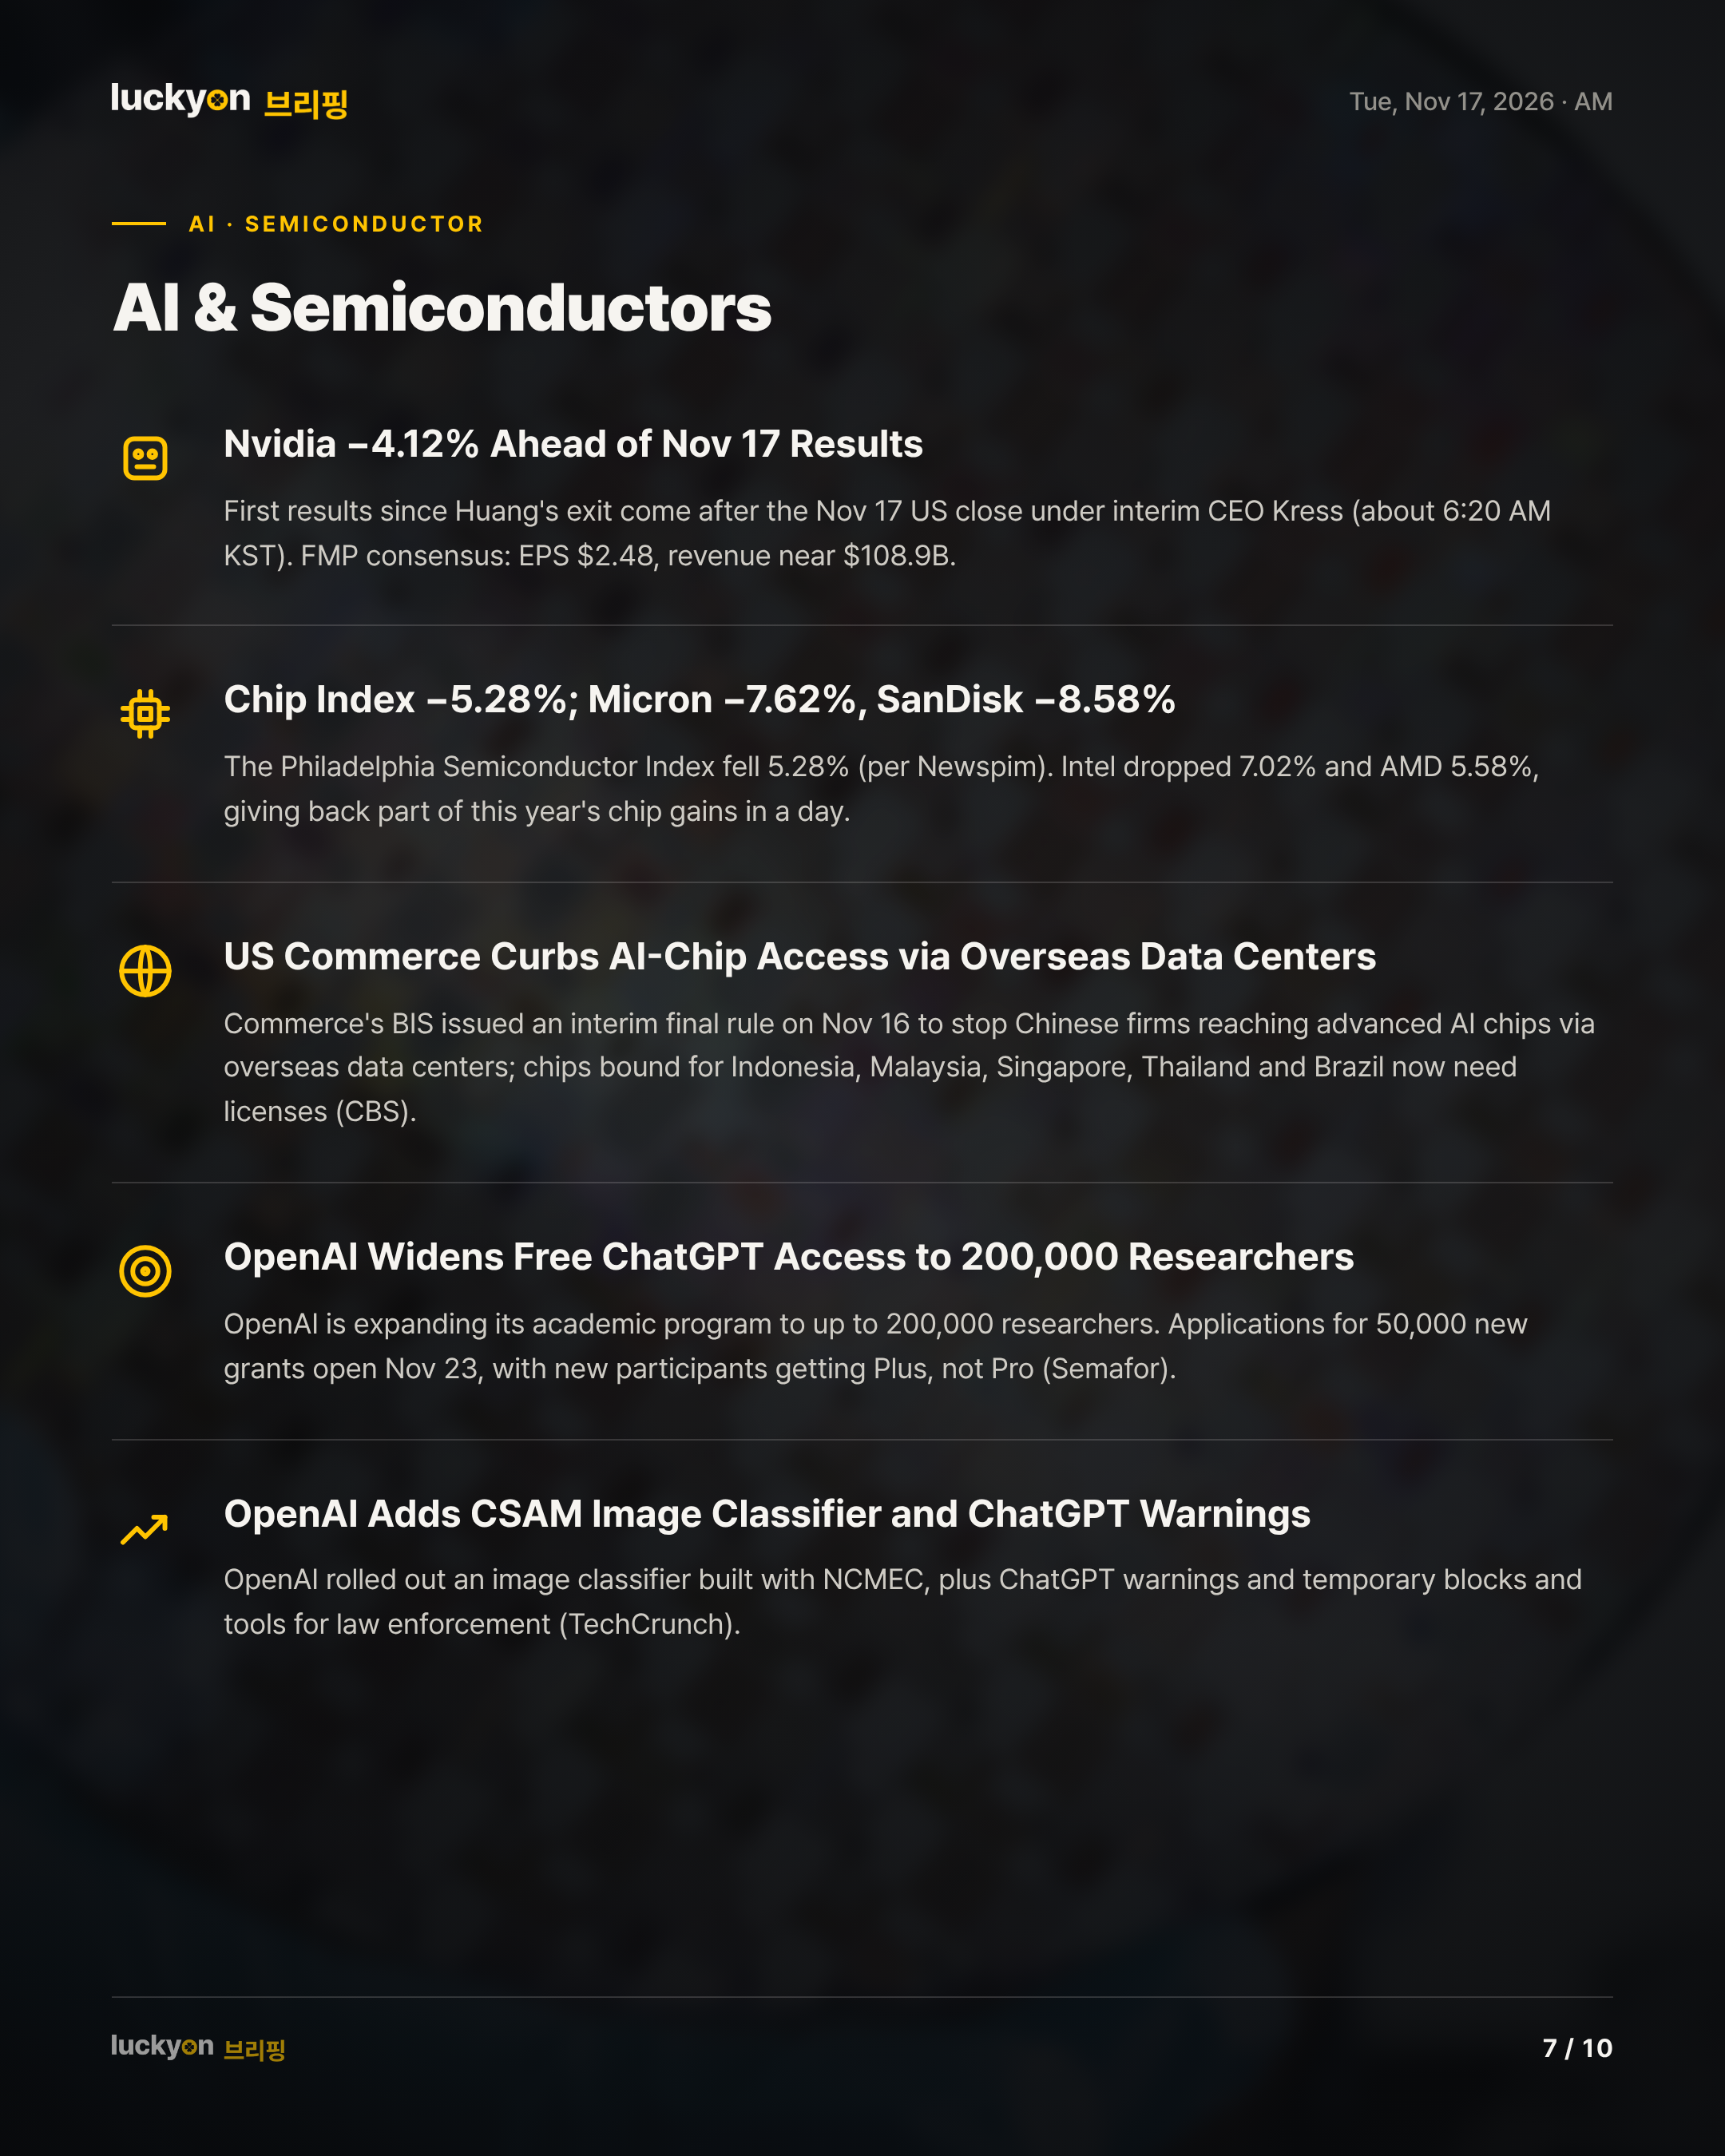 luckyon 브리핑
Tue, Nov 17, 2026 · AM
AI · SEMICONDUCTOR
AI & Semiconductors
Nvidia −4.12% Ahead of Nov 17 Results
First results since Huang's exit come after the Nov 17 US close under interim CEO Kress (about 6:20 AM
KST). FMP consensus: EPS $2.48, revenue near $108.9B.
Chip Index −5.28%; Micron −7.62%, SanDisk −8.58%
The Philadelphia Semiconductor Index fell 5.28% (per Newspim). Intel dropped 7.02% and AMD 5.58%,
giving back part of this year's chip gains in a day.
US Commerce Curbs AI-Chip Access via Overseas Data Centers
Commerce's BIS issued an interim final rule on Nov 16 to stop Chinese firms reaching advanced AI chips via
overseas data centers; chips bound for Indonesia, Malaysia, Singapore, Thailand and Brazil now need
licenses (CBS).
OpenAI Widens Free ChatGPT Access to 200,000 Researchers
OpenAI is expanding its academic program to up to 200,000 researchers. Applications for 50,000 new
grants open Nov 23, with new participants getting Plus, not Pro (Semafor).
OpenAI Adds CSAM Image Classifier and ChatGPT Warnings
OpenAI rolled out an image classifier built with NCMEC, plus ChatGPT warnings and temporary blocks and
tools for law enforcement (TechCrunch).
luckyon 브리핑
7 / 10